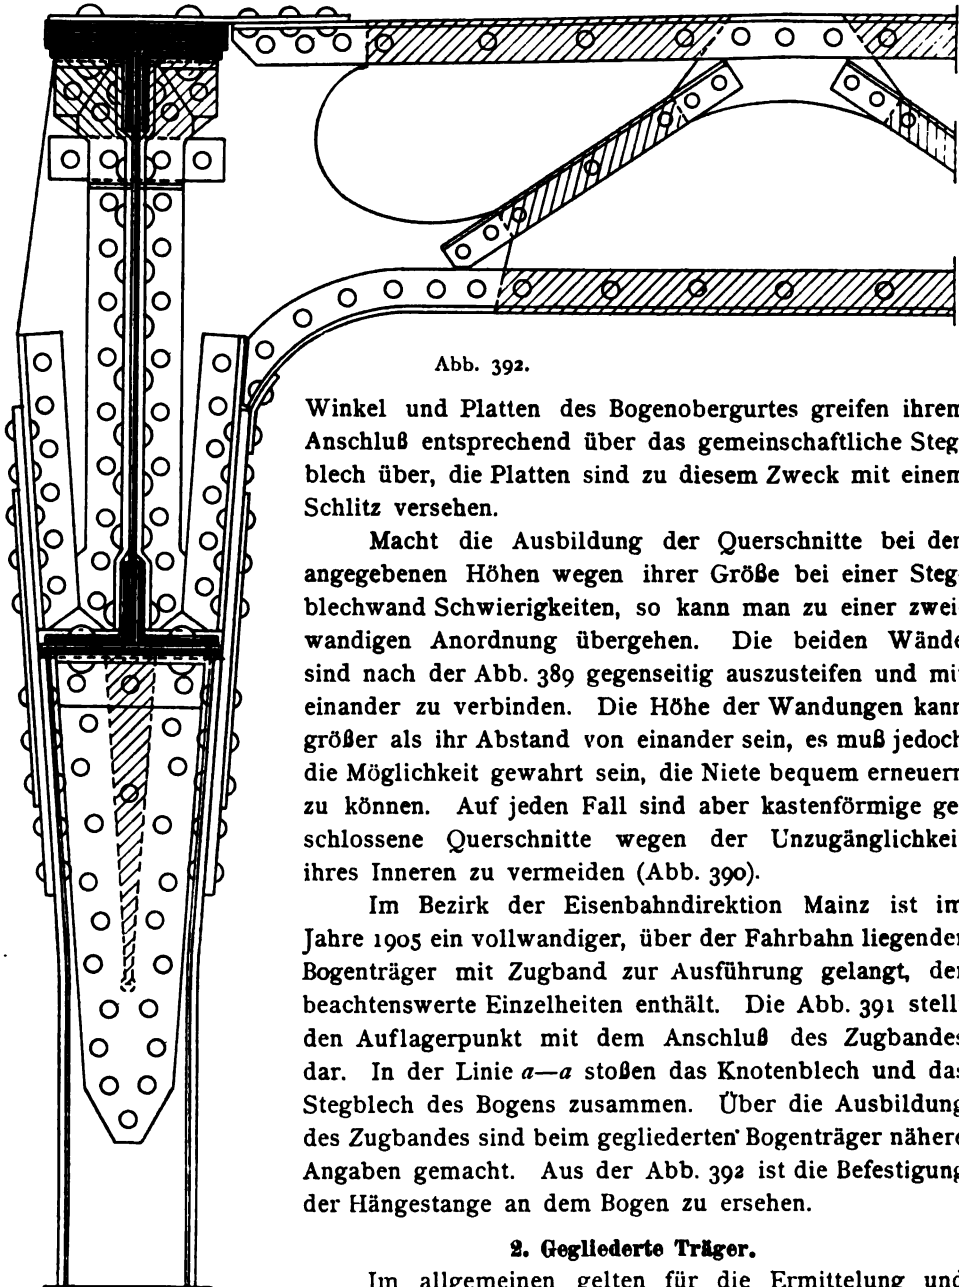 Abb. 392.
Winkel und Platten des Bogenobergurtes greifen ihrem
Anschluß entsprechend über das gemeinschaftliche Steg-
blech über, die Platten sind zu diesem Zweck mit einem
Schlitz versehen.
Macht die Ausbildung der Querschnitte bei den
angegebenen Höhen wegen ihrer Größe bei einer Steg-
blechwand Schwierigkeiten, so kann man zu einer zwei-
wandigen Anordnung übergehen. Die beiden Wände
sind nach der Abb. 389 gegenseitig auszusteifen und mit
einander zu verbinden. Die Höhe der Wandungen kann
größer als ihr Abstand von einander sein, es muß jedoch
die Möglichkeit gewahrt sein, die Niete bequem erneuern
zu können. Auf jeden Fall sind aber kastenförmige ge-
schlossene Querschnitte wegen der Unzugänglichkeit
ihres Inneren zu vermeiden (Abb. 390).
Im Bezirk der Eisenbahndirektion Mainz ist im
Jahre 1905 ein vollwandiger, über der Fahrbahn liegender
Bogenträger mit Zugband zur Ausführung gelangt, der
beachtenswerte Einzelheiten enthält. Die Abb. 391 stellt
den Auflagerpunkt mit dem Anschluß des Zugbandes
dar. In der Linie a—a stoßen das Knotenblech und das
Stegblech des Bogens zusammen. Über die Ausbildung
des Zugbandes sind beim gegliederten Bogenträger nähere
Angaben gemacht. Aus der Abb. 392 ist die Befestigung
der Hängestange an dem Bogen zu ersehen.
2. Gegliederte Träger.
Im allgemeinen gelten für die Ermittelung und